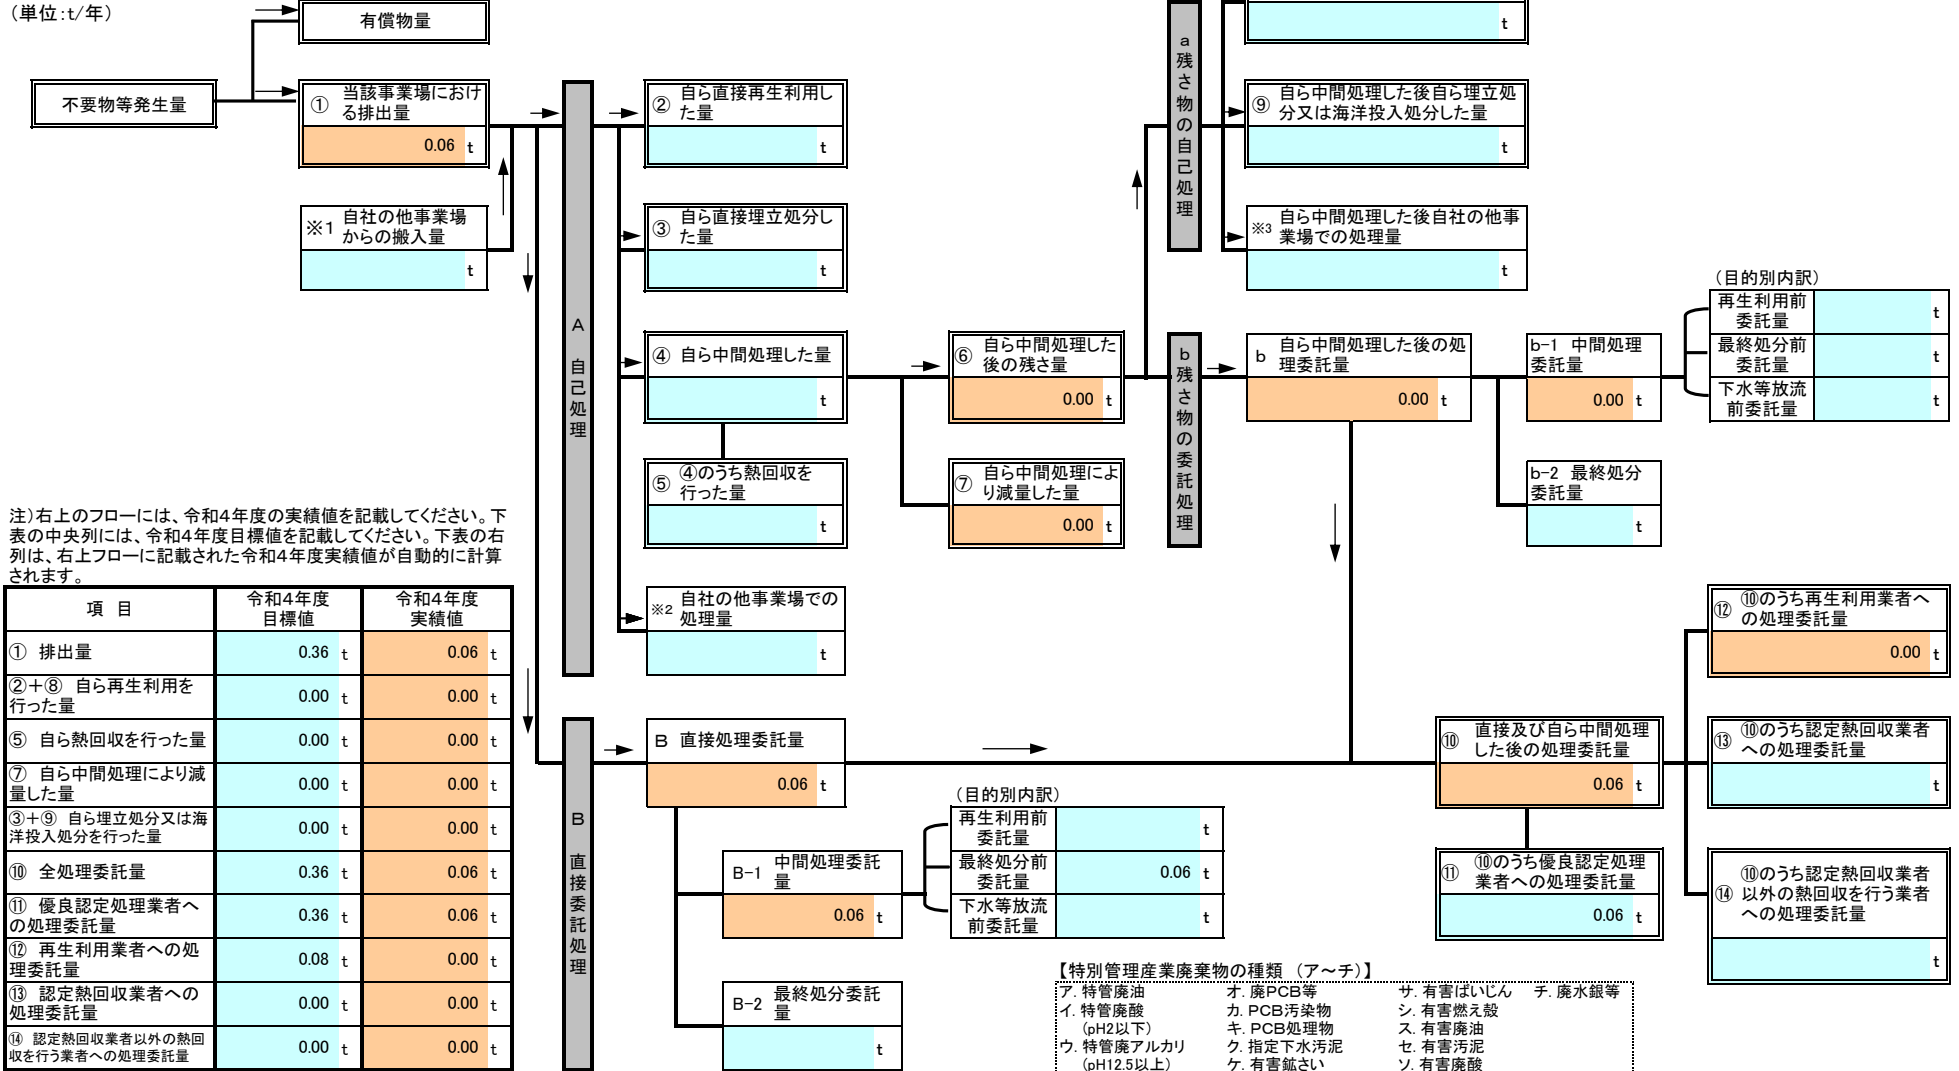 (単位:t/年)
有償物量
不要物等発生量
① 当該事業場におけ
る排出量
0.06 t
※1 自社の他事業場
からの搬入量
t
A
自
己
処
理
② 自ら直接再生利用し
た量
t
③ 自ら直接埋立処分し
た量
t
④ 自ら中間処理した量
t
⑤ ④のうち熱回収を
行った量
t
※2 自社の他事業場での
処理量
t
⑥ 自ら中間処理した
後の残さ量
0.00 t
⑦ 自ら中間処理によ
り減量した量
0.00 t
a
残
さ
物
の
自
己
処
理
t
⑨ 自ら中間処理した後自ら埋立処
分又は海洋投入処分した量
t
※3 自ら中間処理した後自社の他事
業場での処理量
t
b
残
さ
物
の
委
託
処
理
b 自ら中間処理した後の処
理委託量
0.00 t
b-1 中間処理
委託量
0.00 t
b-2 最終処分
委託量
t
(目的別内訳)
再生利用前
委託量
t
最終処分前
委託量
t
下水等放流
前委託量
t
注)右上のフローには、令和4年度の実績値を記載してください。下
表の中央列には、令和4年度目標値を記載してください。下表の右
列は、右上フローに記載された令和4年度実績値が自動的に計算
されます。
項 目 令和4年度
目標値 令和4年度
実績値
① 排出量 0.36 t 0.06 t
②+⑧ 自ら再生利用を
行った量 0.00 t 0.00 t
⑤ 自ら熱回収を行った量 0.00 t 0.00 t
⑦ 自ら中間処理により減
量した量 0.00 t 0.00 t
③+⑨ 自ら埋立処分又は海
洋投入処分を行った量 0.00 t 0.00 t
⑩ 全処理委託量 0.36 t 0.06 t
⑪ 優良認定処理業者へ
の処理委託量 0.36 t 0.06 t
⑫ 再生利用業者への処
理委託量 0.08 t 0.00 t
⑬ 認定熱回収業者への
処理委託量 0.00 t 0.00 t
⑭ 認定熱回収業者以外の熱回
収を行う業者への処理委託量 0.00 t 0.00 t
B
直
接
委
託
処
理
B 直接処理委託量
0.06 t
B-1 中間処理委託
量
0.06 t
B-2 最終処分委託
量
t
(目的別内訳)
再生利用前
委託量
t
最終処分前
委託量
0.06 t
下水等放流
前委託量
t
⑩ 直接及び自ら中間処理
した後の処理委託量
0.06 t
⑪ ⑩のうち優良認定処理
業者への処理委託量
0.06 t
⑫ ⑩のうち再生利用業者へ
の処理委託量
0.00 t
⑬ ⑩のうち認定熱回収業者
への処理委託量
t
⑭ ⑩のうち認定熱回収業者
以外の熱回収を行う業者
への処理委託量
t
【特別管理産業廃棄物の種類 (ア~チ)】
ア. 特管廃油 オ. 廃PCB等 サ. 有害ばいじん チ. 廃水銀等
イ. 特管廃酸 カ. PCB汚染物 シ. 有害燃え殻
(pH2以下) キ. PCB処理物 ス. 有害廃油
ウ. 特管廃アルカリ ク. 指定下水汚泥 セ. 有害汚泥
(pH12.5以上) ケ. 有害鉱さい ソ. 有害廃酸